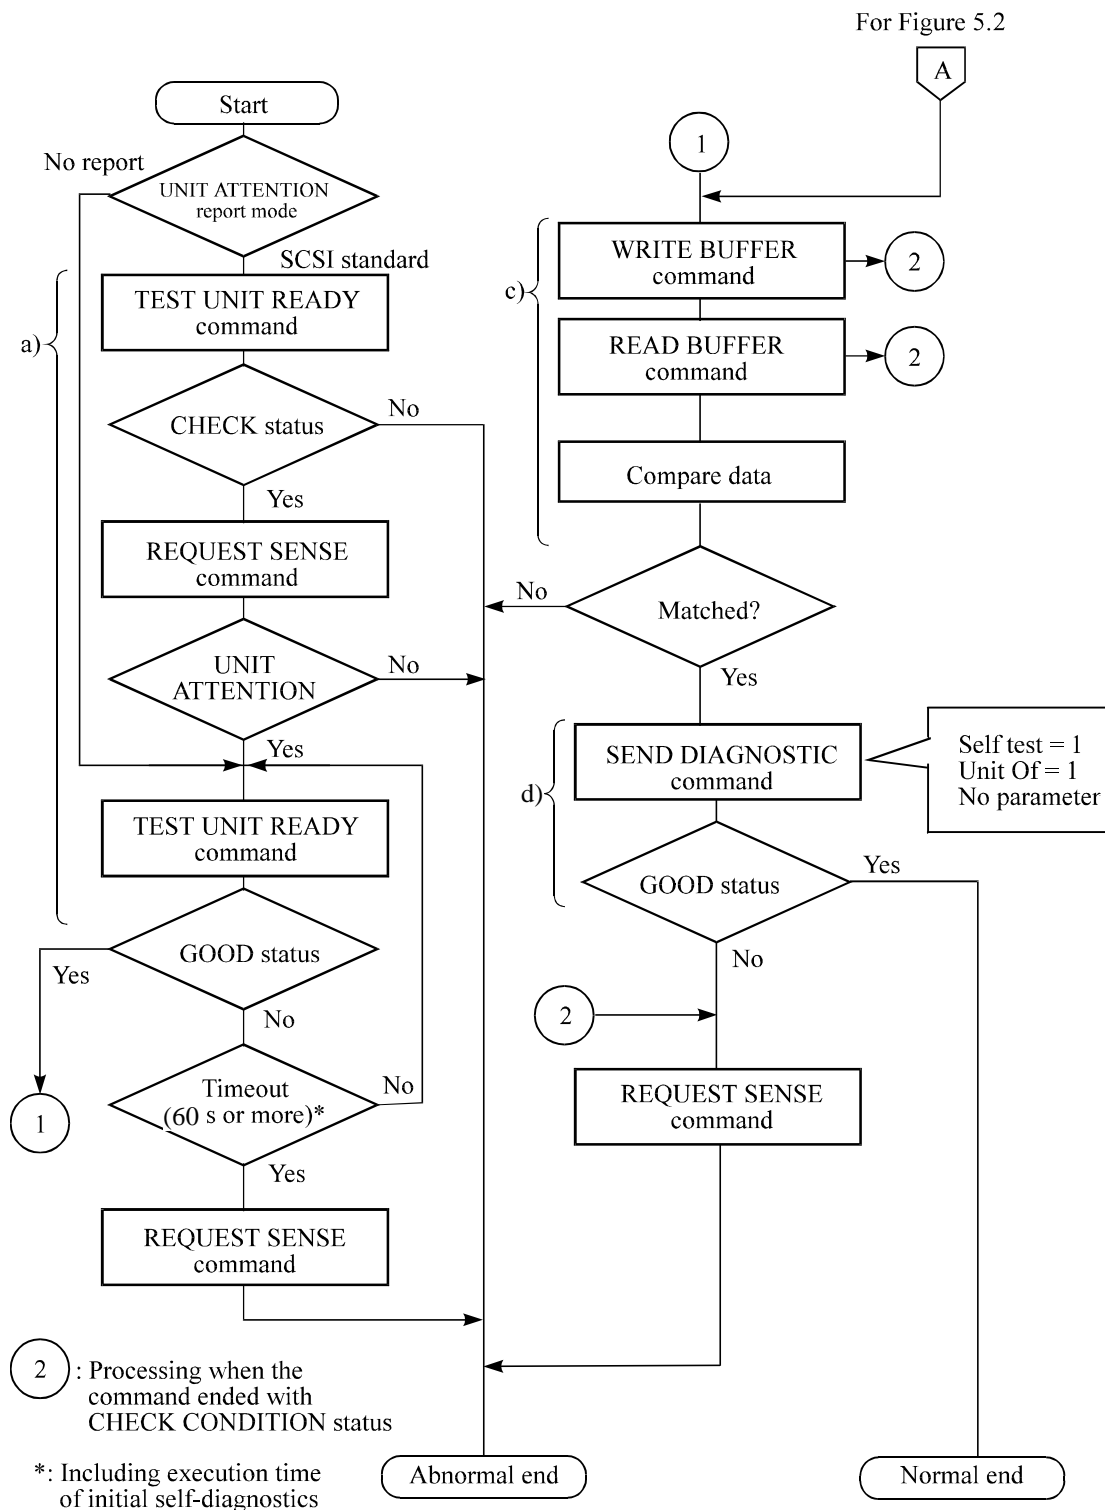 For Figure 5.2
A
Start
No report
UNIT ATTENTION
report mode
SCSI standard
a)
TEST UNIT READY
command
CHECK status
No
Yes
REQUEST SENSE
command
UNIT
ATTENTION
No
Yes
TEST UNIT READY
command
GOOD status
Yes
No
1
Timeout
(60 s or more)*
No
Yes
REQUEST SENSE
command
1
c)
WRITE BUFFER
command
2
READ BUFFER
command
2
Compare data
Matched?
No
Yes
d)
SEND DIAGNOSTIC
command
Self test = 1
Unit Of = 1
No parameter
GOOD status
Yes
No
2
REQUEST SENSE
command
2
: Processing when the
command ended with
CHECK CONDITION status
*: Including execution time
of initial self-diagnostics
Abnormal end
Normal end